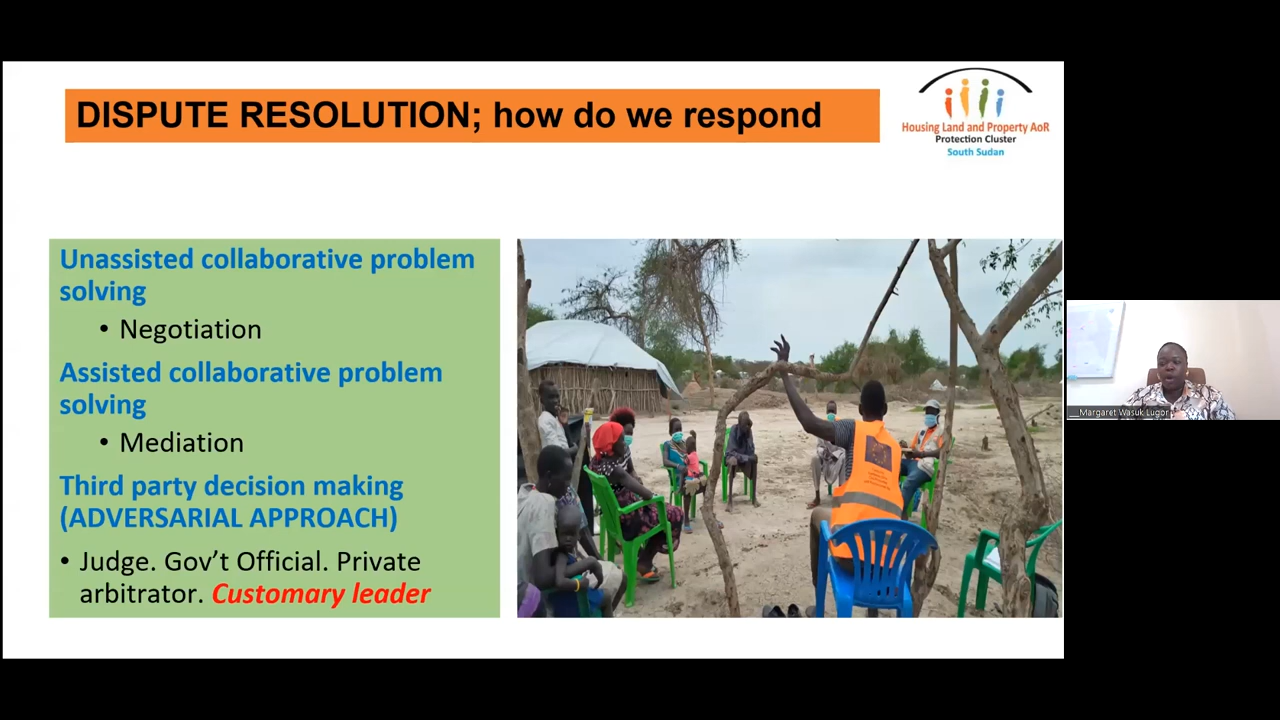 DISPUTE RESOLUTION; how do we respond
Housing Land and Property AoR
Protection Cluster
South Sudan
Unassisted collaborative problem
solving
• Negotiation
Assisted collaborative problem
solving
• Mediation
Third party decision making
(ADVERSARIAL APPROACH)
• Judge. Gov’t Official. Private
arbitrator. Customary leader
__Margaret Wasuk Lugor